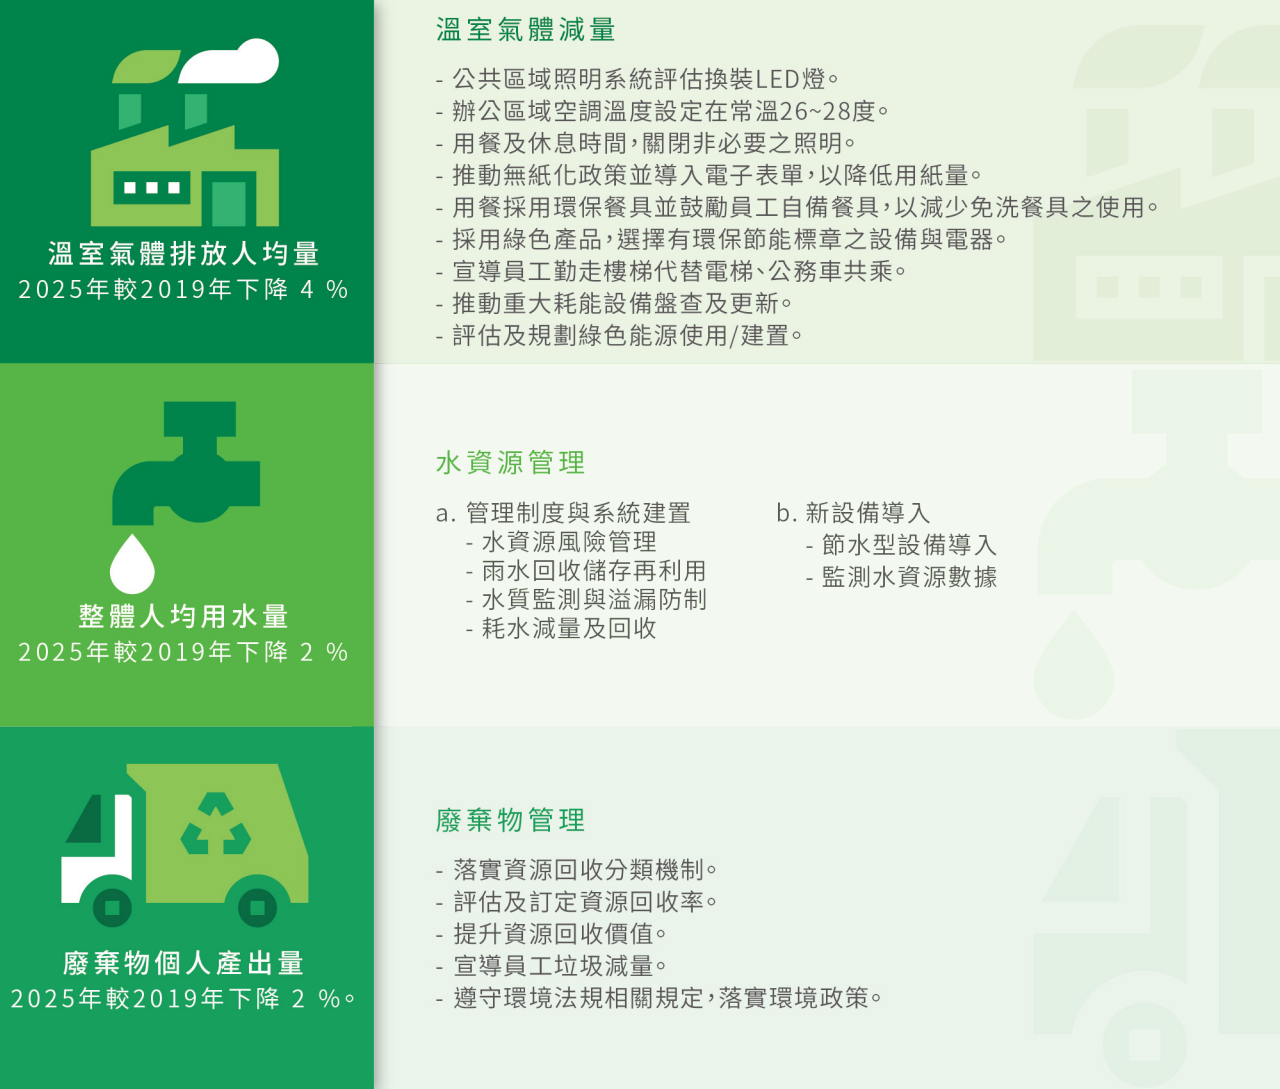 溫室氣體排放人均量
2025年較2019年下降 4 %
溫室氣體減量
- 公共區域照明系統評估換裝LED燈。
- 辦公區域空調溫度設定在常溫26~28度。
- 用餐及休息時間，關閉非必要之照明。
- 推動無紙化政策並導入電子表單，以降低用紙量。
- 用餐採用環保餐具並鼓勵員工自備餐具，以減少免洗餐具之使用。
- 採用綠色產品，選擇有環保節能標章之設備與電器。
- 宣導員工勤走樓梯代替電梯、公務車共乘。
- 推動重大耗能設備盤查及更新。
- 評估及規劃綠色能源使用/建置。
整體人均用水量
2025年較2019年下降 2 %
水資源管理
a. 管理制度與系統建置
- 水資源風險管理
- 雨水回收儲存再利用
- 水質監測與溢漏防制
- 耗水減量及回收
b. 新設備導入
- 節水型設備導入
- 監測水資源數據
廢棄物個人產出量
2025年較2019年下降 2 %。
廢棄物管理
- 落實資源回收分類機制。
- 評估及訂定資源回收率。
- 提升資源回收價值。
- 宣導員工垃圾減量。
- 遵守環境法規相關規定，落實環境政策。